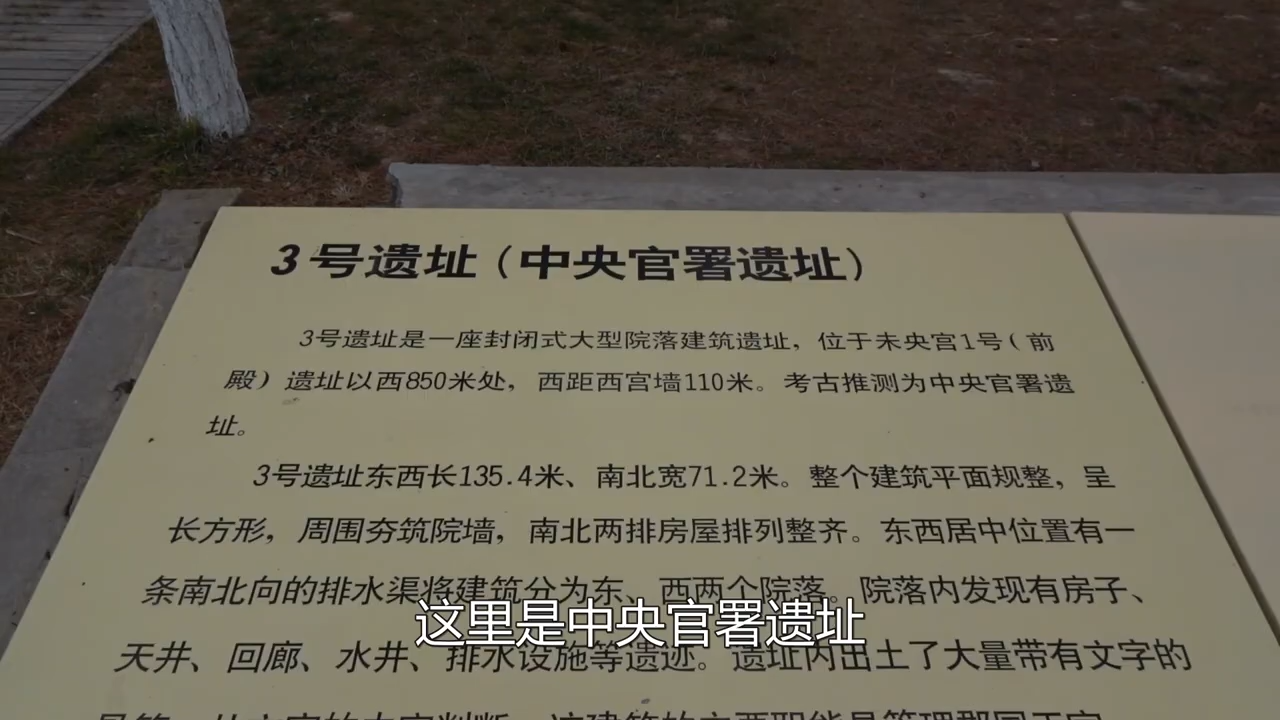 3号遗址（中央官署遗址）
3号遗址是一座封闭式大型院落建筑遗址，位于未央宫1号（前
殿）遗址以西850米处，西距西宫墙110米。考古推测为中央官署遗
址。
3号遗址东西长135.4米、南北宽71.2米。整个建筑平面规整，呈
长方形，周围夯筑院墙，南北两排房屋排列整齐。东西居中位置有一
条南北向的排水渠将建筑分为东、西两个院落。院落内发现有房子、
这里是中央官署遗址
天井、回廊、水井、排水设施等遗迹。遗址内出土了大量带有文字的